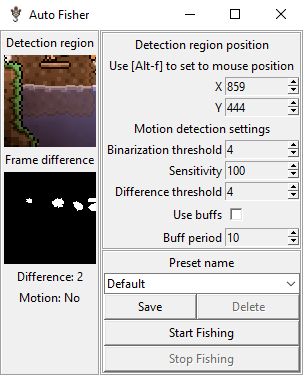 Auto Fisher
Detection region
Frame difference
Difference: 2
Motion: No
Detection region position
Use [Alt-f] to set to mouse position
X 859
Y 444
Motion detection settings
Binarization threshold 4
Sensitivity 100
Difference threshold 4
Use buffs
Buff period 10
Preset name
Default
Save Delete
Start Fishing
Stop Fishing